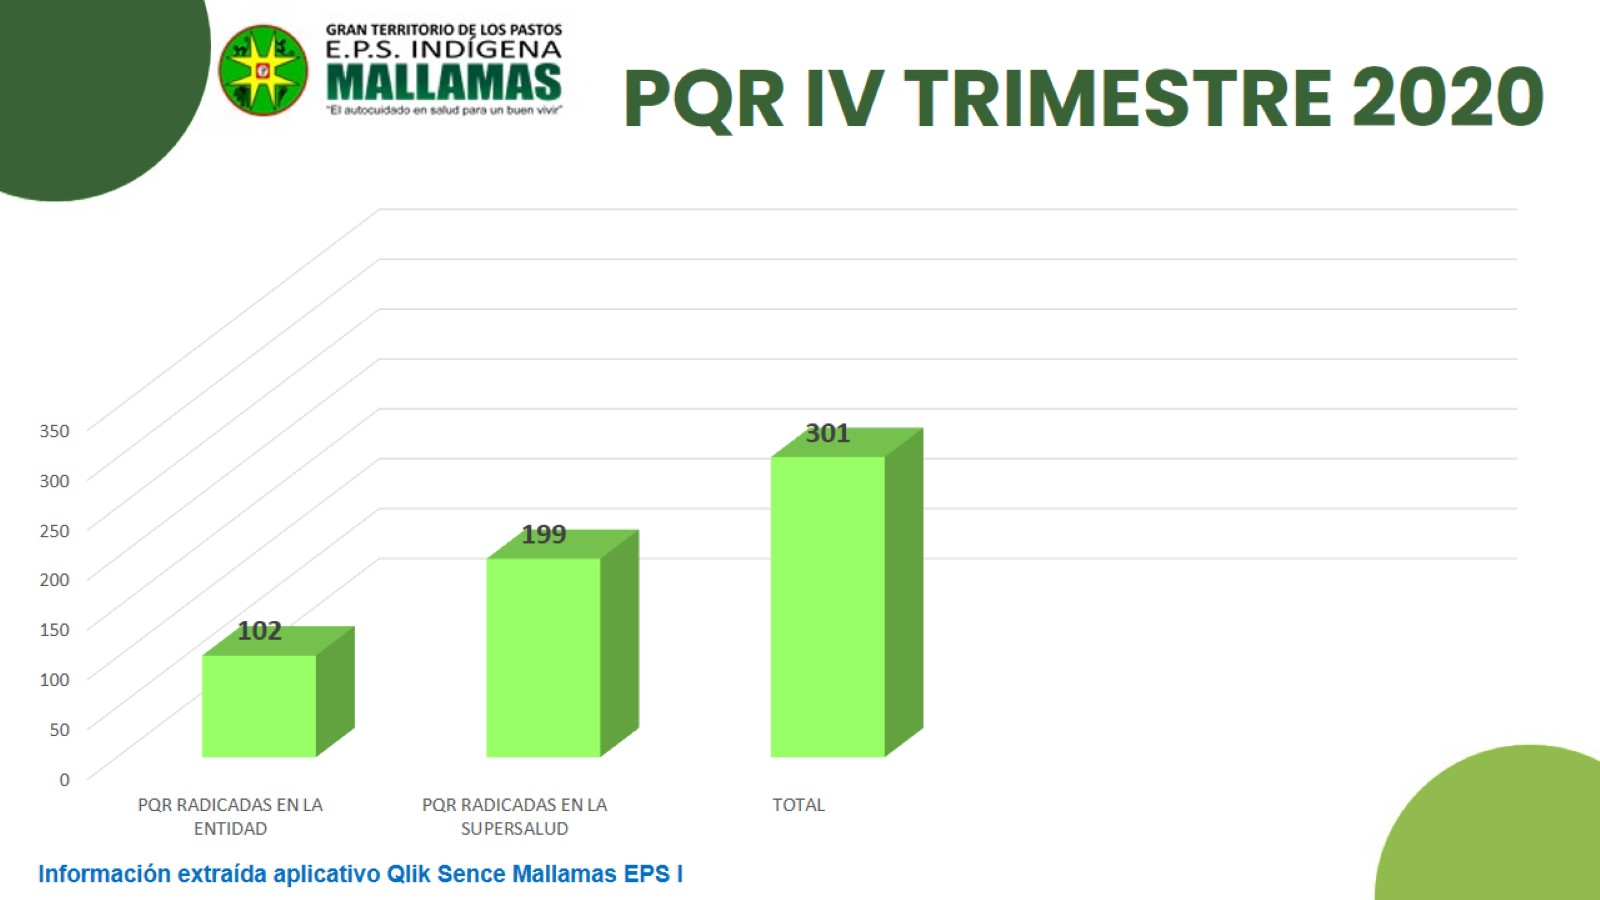 GRAN TERRITORIO DE LOS PASTOS
E.P.S. INDÍGENA
MALLAMAS
"El autocuidado en salud para un buen vivir"
PQR IV TRIMESTRE 2020
350
300
250
200
150
100
50
0
102
199
301
PQR RADICADAS EN LA
ENTIDAD
PQR RADICADAS EN LA
SUPERSALUD
TOTAL
Información extraída aplicativo Qlik Sence Mallamas EPS I